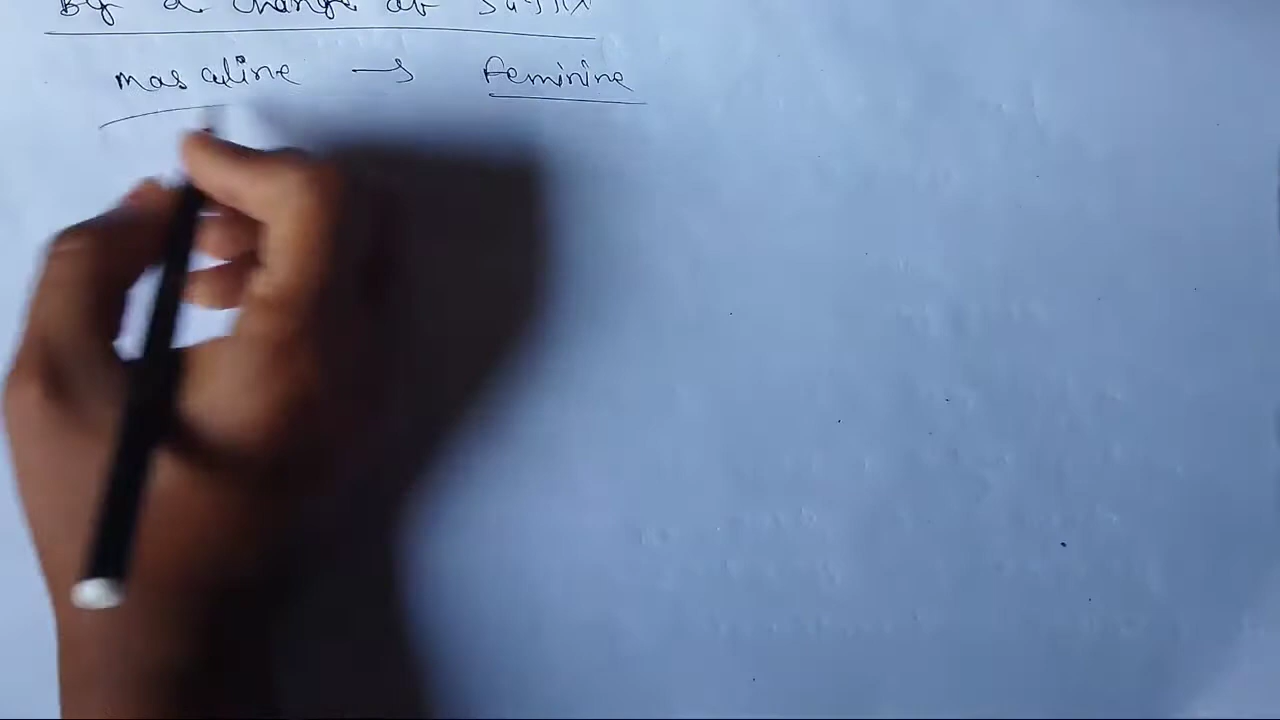 By a change of suffix
masculine → feminine